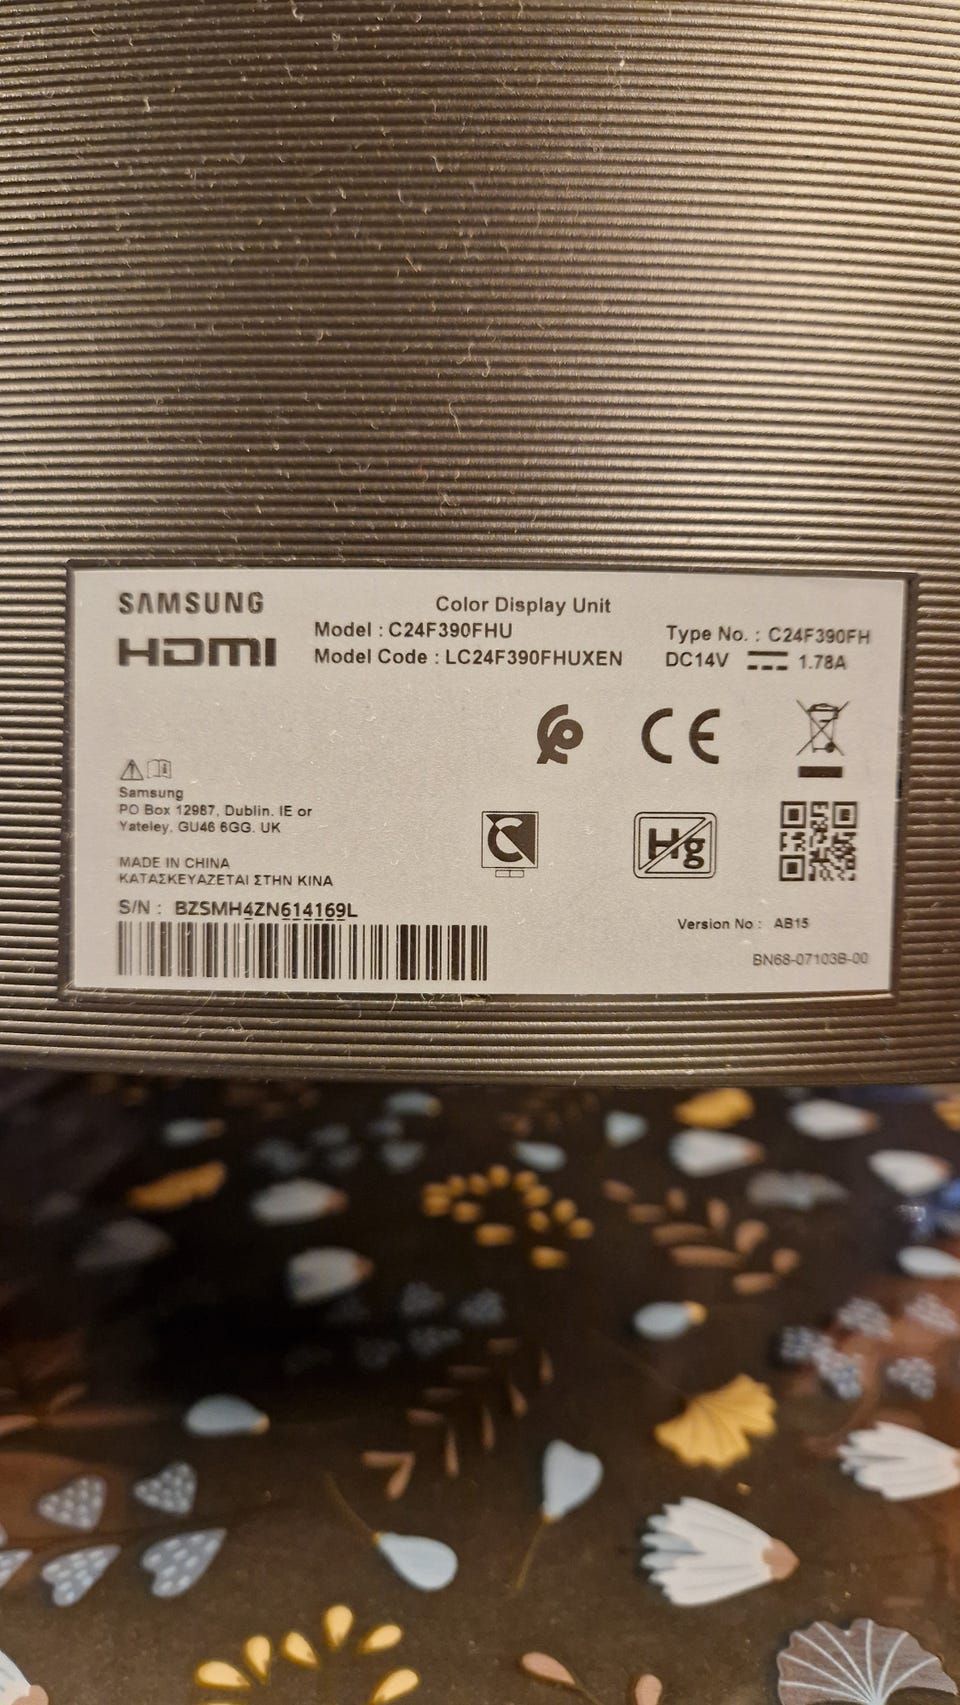 SAMSUNG
HDMI
Color Display Unit
Model : C24F390FHU
Model Code : LC24F390FHUXEN
Type No. : C24F390FH
DC14V 1.78A
CE
Samsung
PO Box 12987, Dublin. IE or
Yateley, GU46 6GG. UK
MADE IN CHINA
ΚΑΤΑΣΚΕΥΑΖΕΤΑΙ ΣΤΗΝ ΚΙΝΑ
C
Hg
S/N : BZSMH4ZN614169L
Version No : AB15
BN68-07103B-00